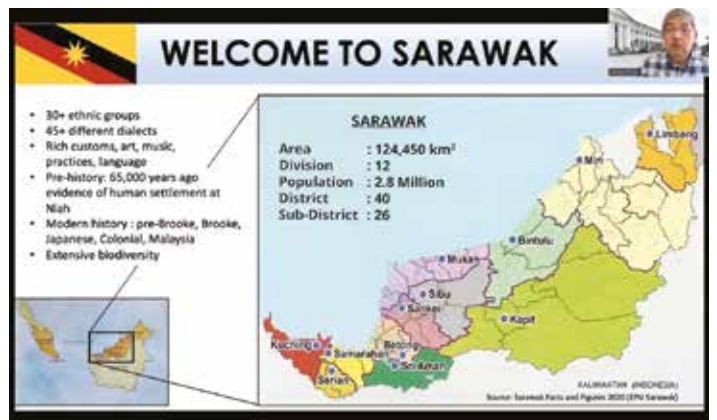 WELCOME TO SARAWAK
• 30+ ethnic groups
• 45+ different dialects
• Rich customs, art, music,
practices, language
• Pre-history: 65,000 years ago
evidence of human settlement at
Niah
• Modern history : pre-Brooke, Brooke,
Japanese, Colonial, Malaysia
• Extensive biodiversity
SARAWAK
Area : 124,450 km²
Division : 12
Population : 2.8 Million
District : 40
Sub-District : 26
Limbang
Miri
Bintulu
Mukah
Sibu
Sarikei
Kapit
Kuching
Samarahan
Betong
Serian
Sri Aman
KALIMANTAN (INDONESIA)
Source: Sarawak Facts and Figures 2020 (EPU Sarawak)